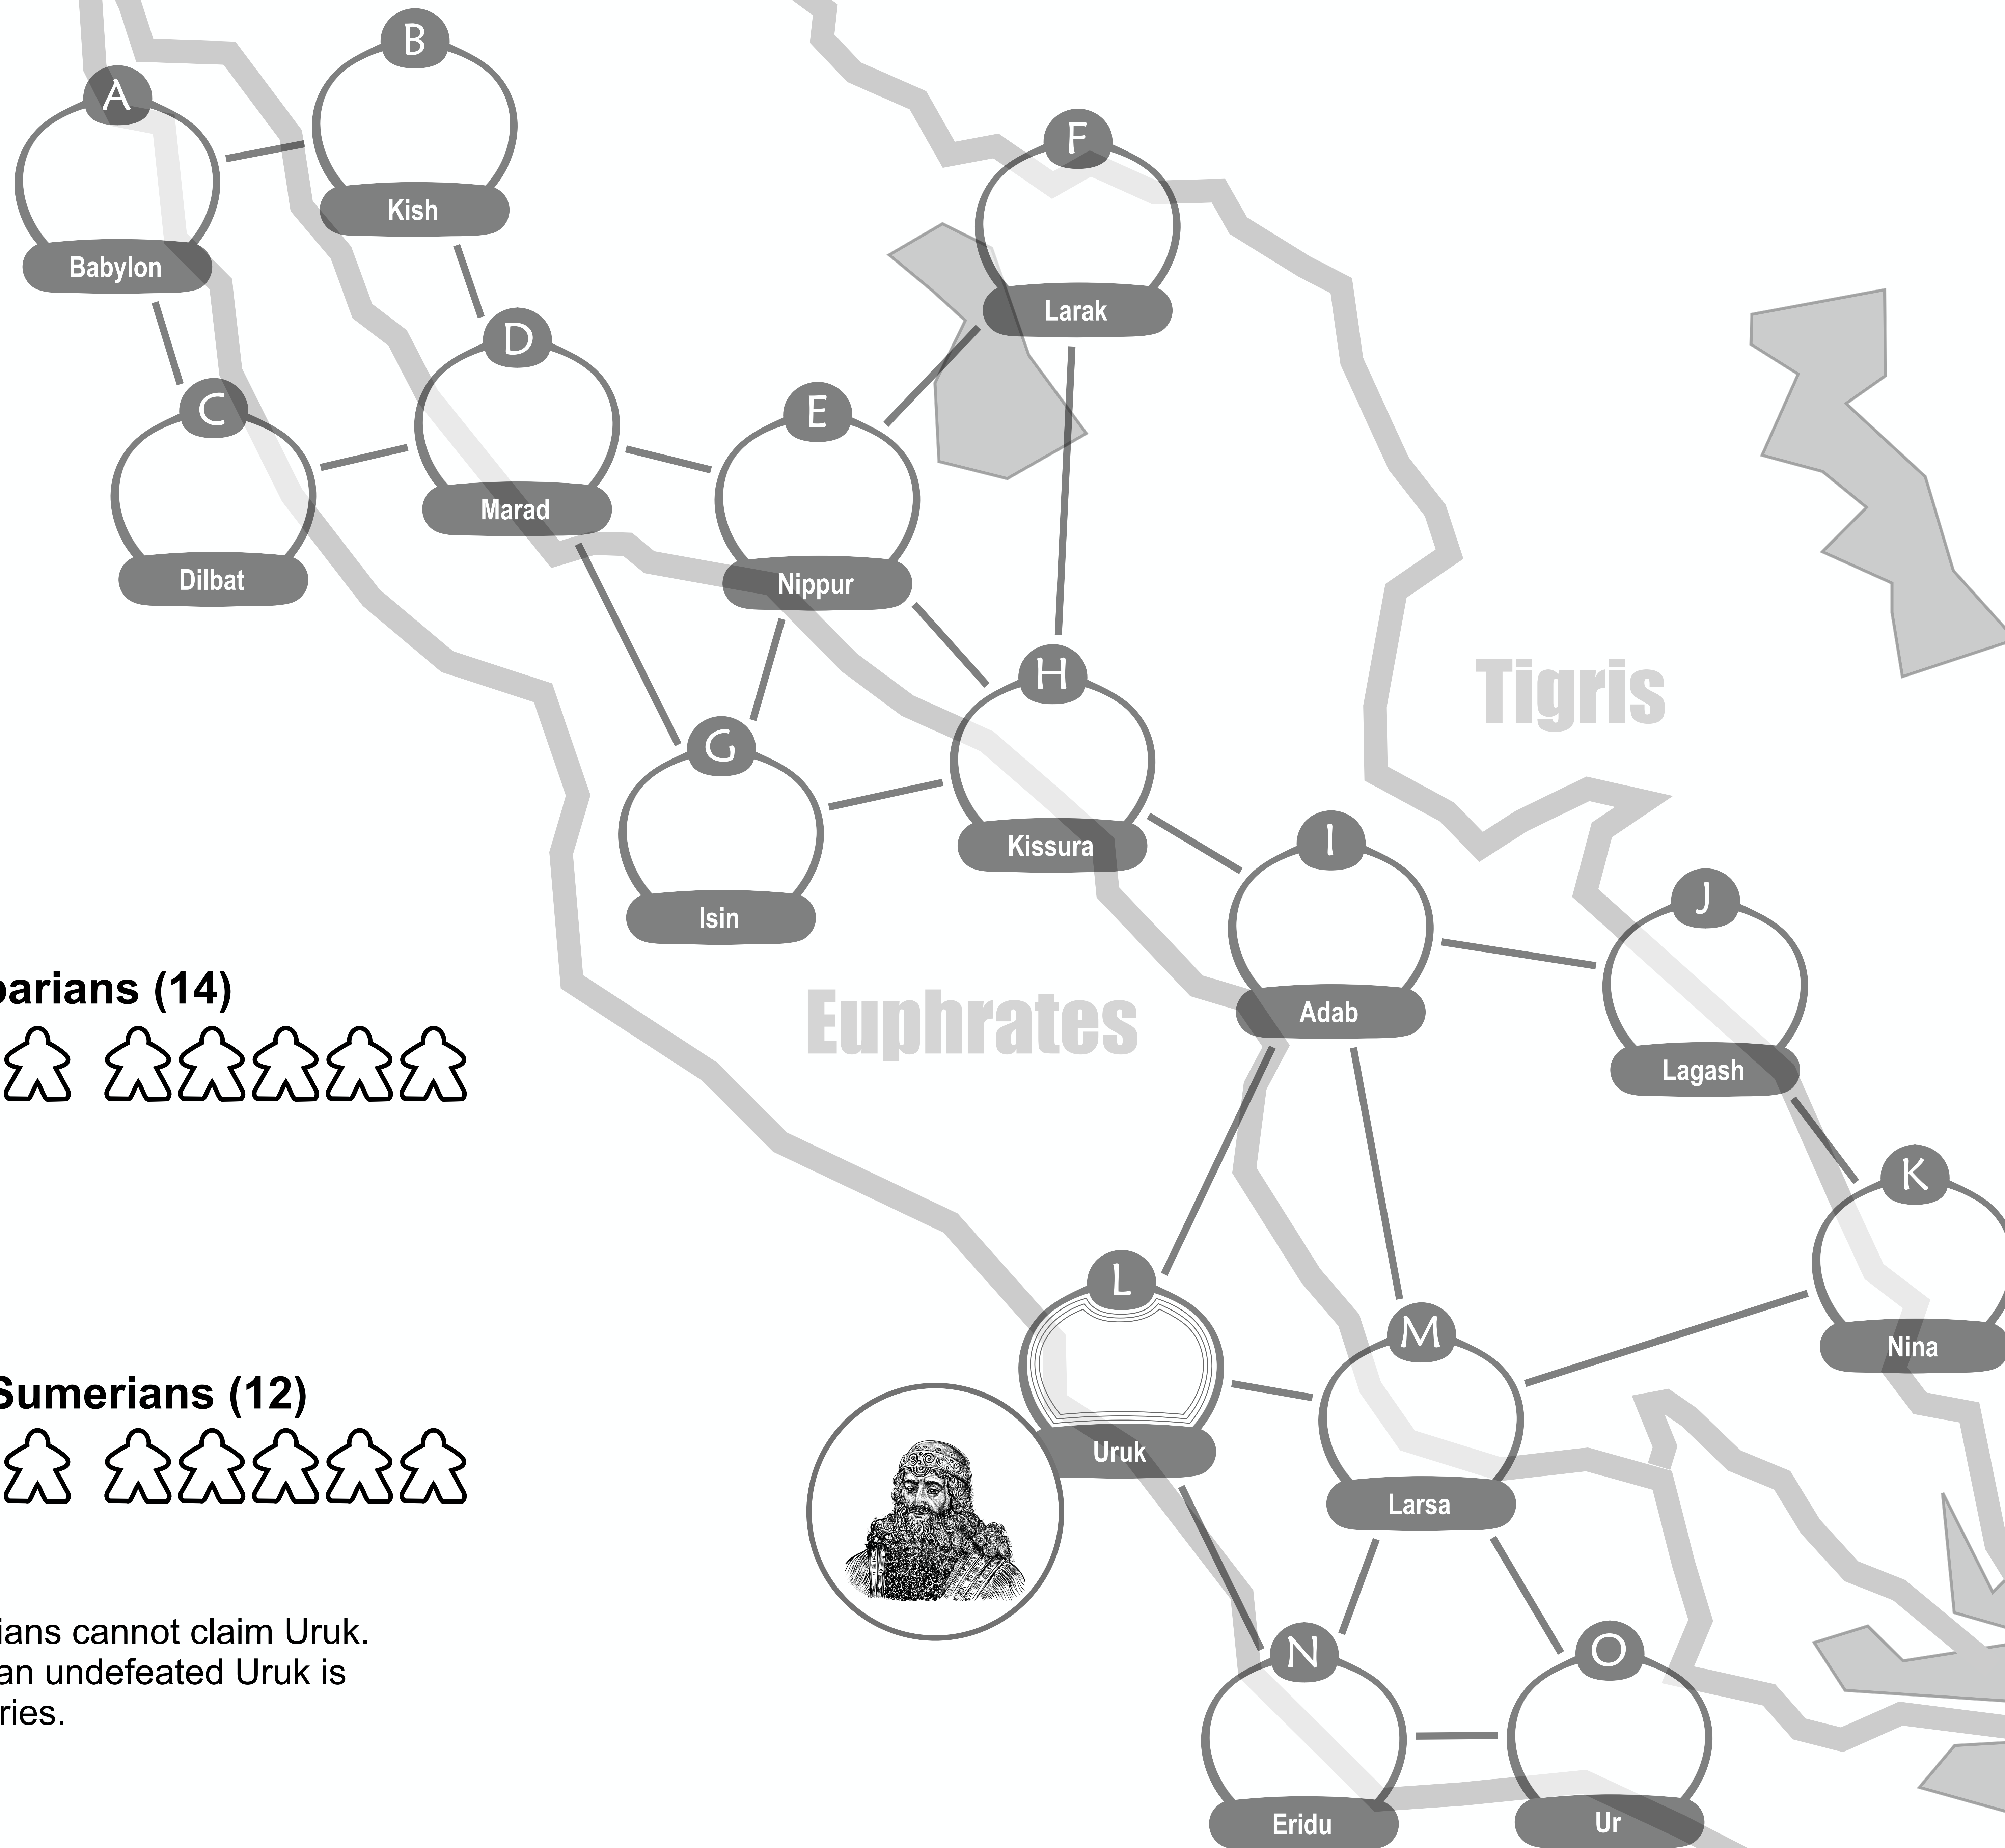 B
Kish
A
Babylon
F
Larak
D
Marad
C
Dilbat
E
Nippur
H
Kissura
Tigris
G
Isin
I
Adab
J
Lagash
Euphrates
barians (14)
K
Nina
L
Uruk
M
Larsa
Sumerians (12)
ians cannot claim Uruk.
an undefeated Uruk is
ries.
N
Eridu
O
Ur